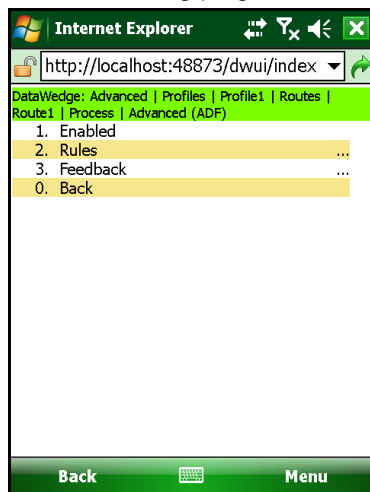 Internet Explorer
http://localhost:48873/dwui/index
DataWedge: Advanced | Profiles | Profile1 | Routes |
Route1 | Process | Advanced (ADF)
1. Enabled
2. Rules ...
3. Feedback ...
0. Back
Back Menu